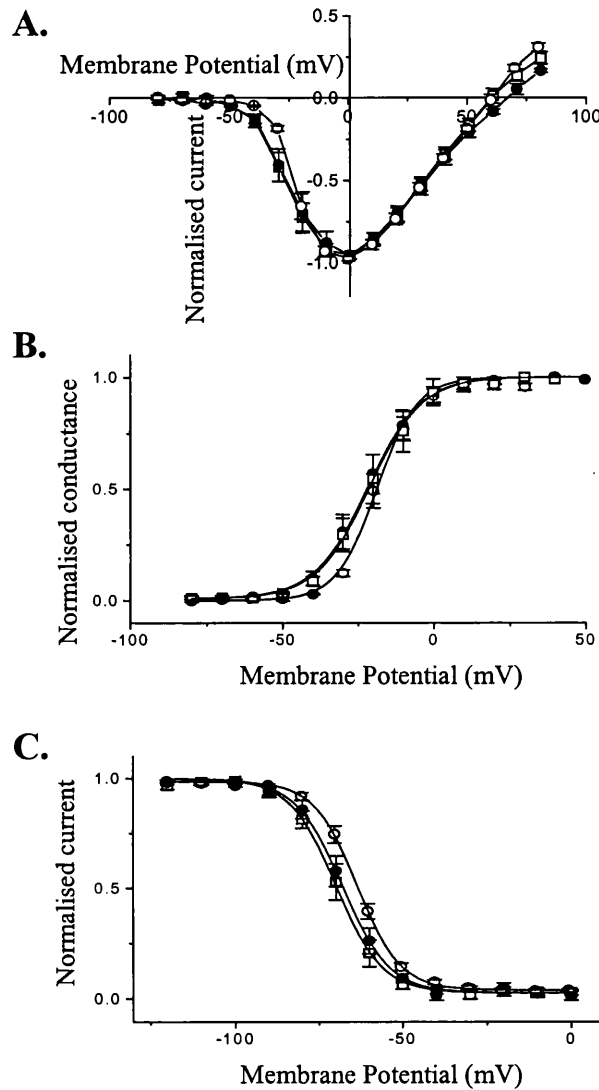 A.
0.5
Membrane Potential (mV)
0.0
-100
-50
0
50
100
-0.5
-1.0
Normalised current
B.
1.0
0.5
0.0
-100
-50
0
50
Normalised conductance
Membrane Potential (mV)
C.
1.0
0.5
0.0
-100
-50
0
Normalised current
Membrane Potential (mV)